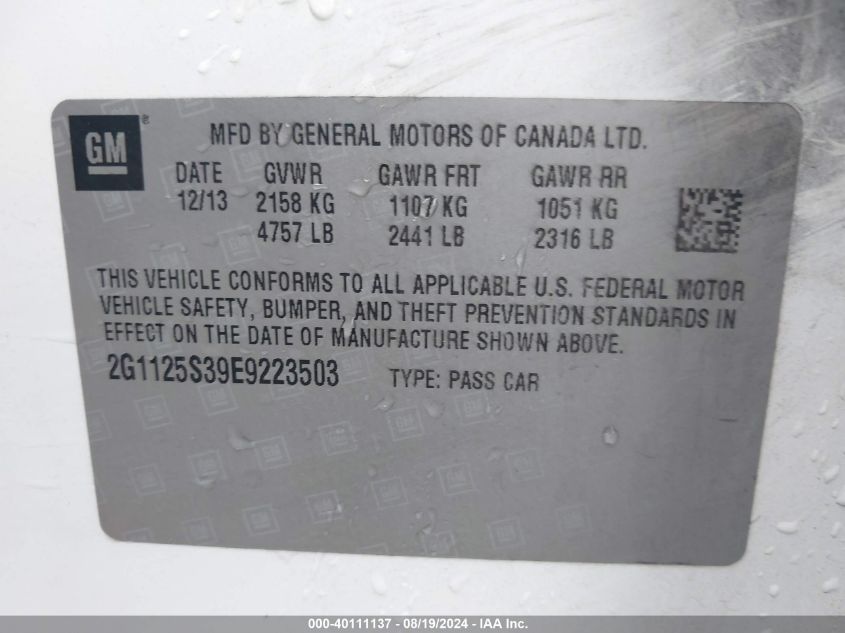 GM ®
MFD BY GENERAL MOTORS OF CANADA LTD.
DATE GVWR GAWR FRT GAWR RR
12/13 2158 KG 1107 KG 1051 KG
4757 LB 2441 LB 2316 LB
THIS VEHICLE CONFORMS TO ALL APPLICABLE U.S. FEDERAL MOTOR
VEHICLE SAFETY, BUMPER, AND THEFT PREVENTION STANDARDS IN
EFFECT ON THE DATE OF MANUFACTURE SHOWN ABOVE.
2G1125S39E9223503 TYPE: PASS CAR
000-40111137 - 08/19/2024 - IAA Inc.